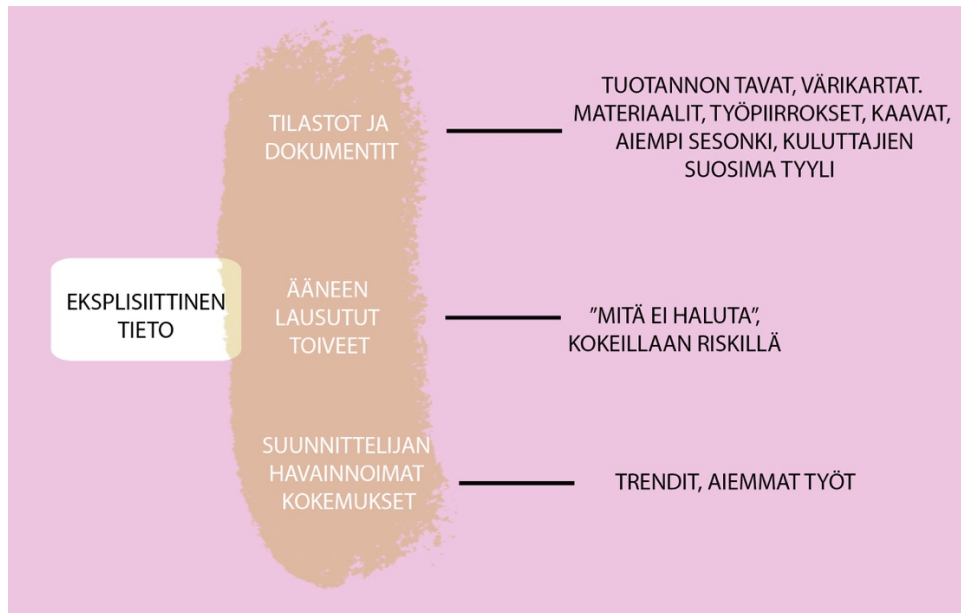 TILASTOT JA
DOKUMENTIT
TUOTANNON TAVAT, VÄRIKARTAT.
MATERIAALIT, TYÖPIIRROKSET, KAAVAT,
AIEMPI SESONKI, KULUTTAJIEN
SUOSIMA TYYLI
EKSPLISIITTINEN
TIETO
ÄÄNEEN
LAUSUTUT
TOIVEET
”MITÄ EI HALUTA”,
KOKEILLAAN RISKILLÄ
SUUNNITTELIJAN
HAVAINNOIMAT
KOKEMUKSET
TRENDIT, AIEMMAT TYÖT